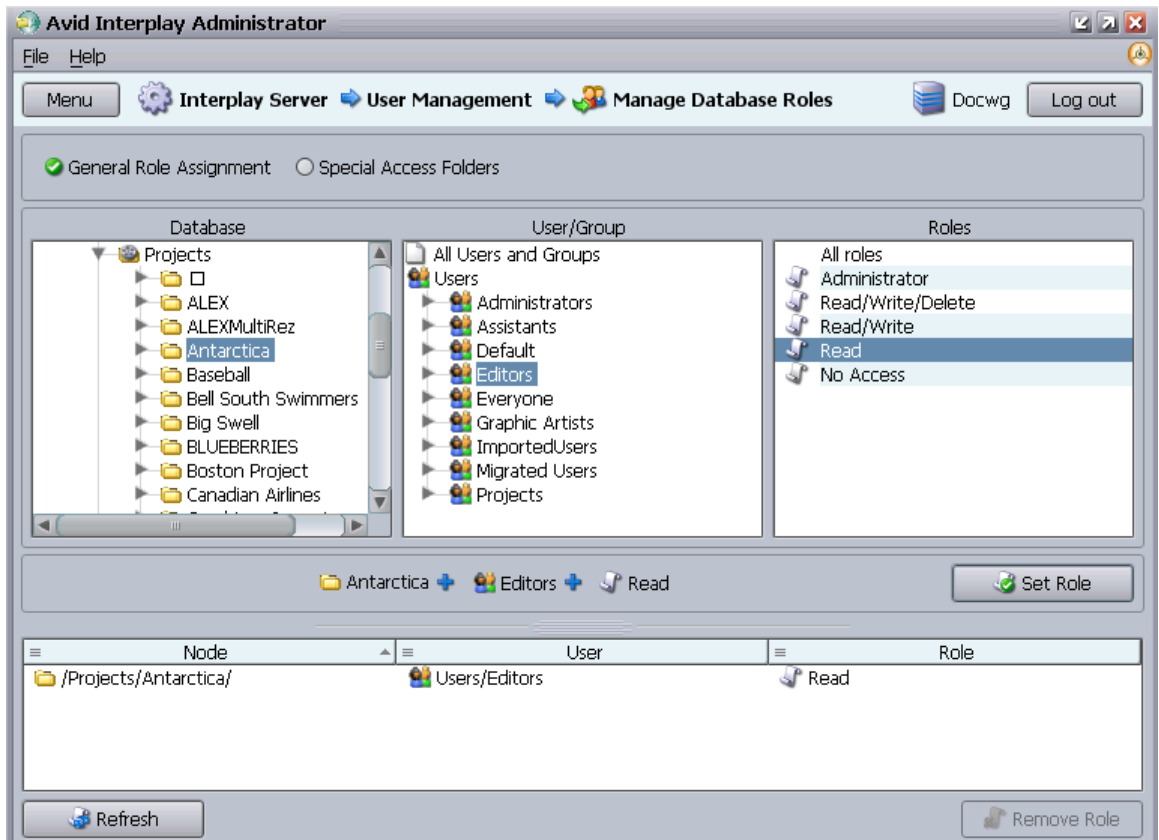 Avid Interplay Administrator
File Help
Menu Interplay Server User Management Manage Database Roles Docwg Log out
General Role Assignment Special Access Folders
Database
Projects
ALEX
ALEXMultiRez
Antarctica
Baseball
Bell South Swimmers
Big Swell
BLUEBERRIES
Boston Project
Canadian Airlines
User/Group
All Users and Groups
Users
Administrators
Assistants
Default
Editors
Everyone
Graphic Artists
ImportedUsers
Migrated Users
Projects
Roles
All roles
Administrator
Read/Write/Delete
Read/Write
Read
No Access
Antarctica + Editors + Read Set Role
Node User Role
/Projects/Antarctica/ Users/Editors Read
Refresh Remove Role